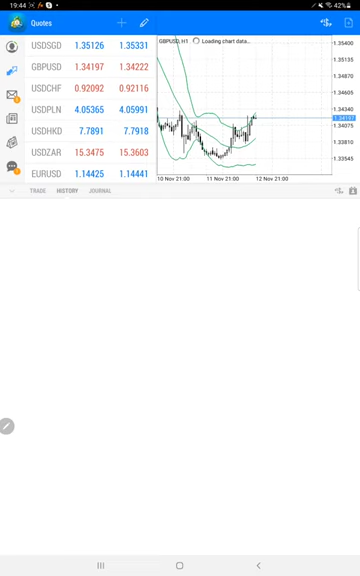 19:44
42%
Quotes
USDSGD 1.35126 1.35331
GBPUSD 1.34197 1.34222
USDCHF 0.92092 0.92116
USDPLN 4.05365 4.05991
USDHKD 7.7891 7.7918
USDZAR 15.3475 15.3603
EURUSD 1.14425 1.14441
GBPUSD, H1 Loading chart data...
1.35400
1.35135
1.34870
1.34605
1.34340
1.34197
1.34075
1.33810
1.33545
10 Nov 21:00 11 Nov 21:00 12 Nov 21:00
TRADE HISTORY JOURNAL